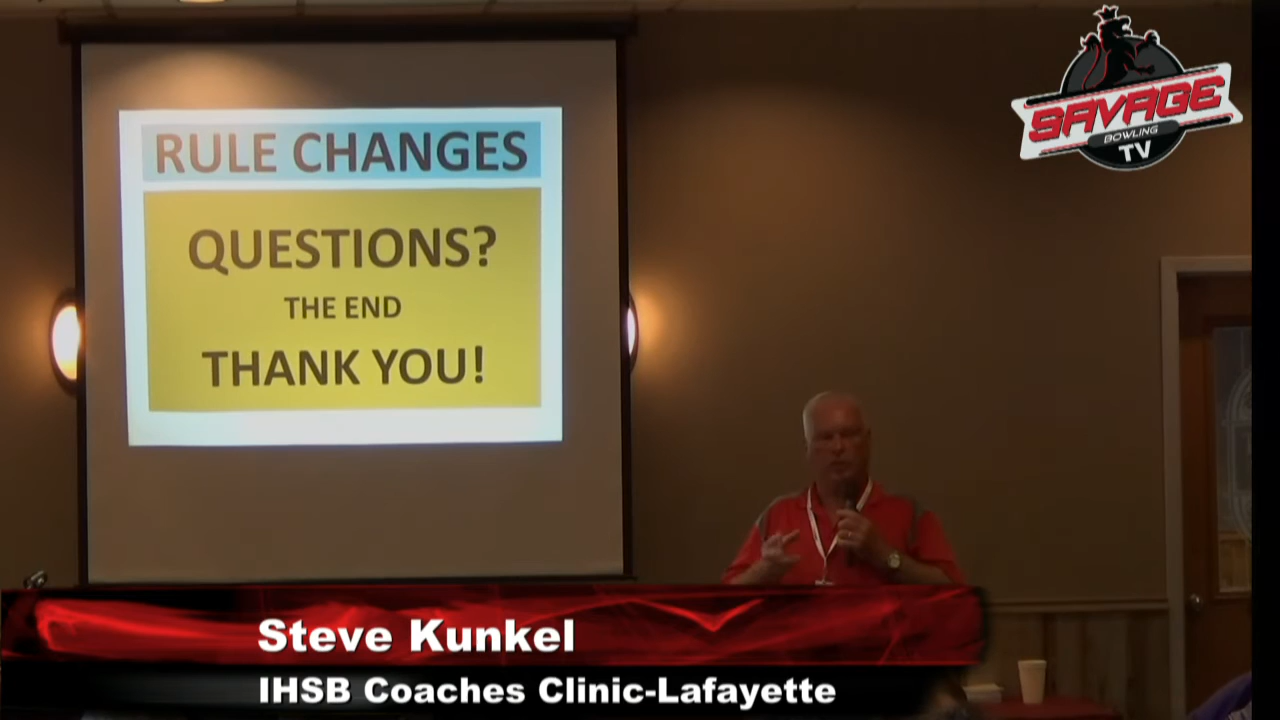 RULE CHANGES
QUESTIONS?
THE END
THANK YOU!
SAVAGE
BOWLING
TV
Steve Kunkel
IHSB Coaches Clinic-Lafayette